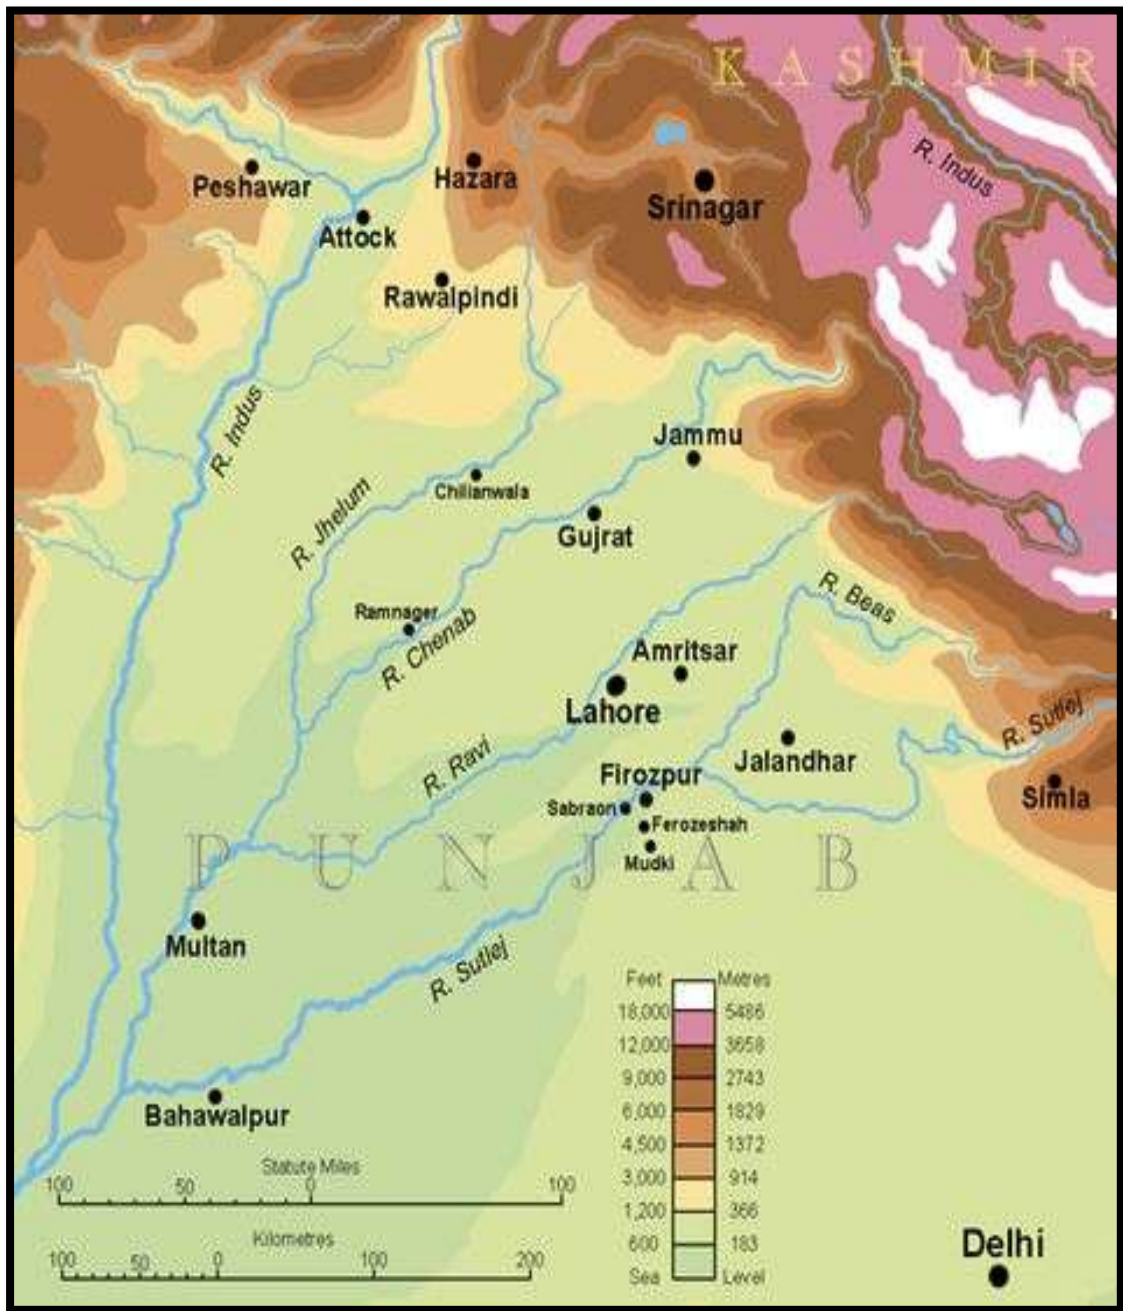 KASHMIR
R. Indus
Peshawar
Hazara
Srinagar
Attock
Rawalpindi
R. Indus
Jammu
Chilianwala
R. Jhelum
Gujrat
R. Beas
Ramnager
R. Chenab
Amritsar
Lahore
R. Sutlej
R. Ravi
Jalandhar
Firozpur
Simla
Sabraon
Ferozeshah
Mudki
PUNJAB
Multan
R. Sutlej
Bahawalpur
Feet Metres
18,000 5486
12,000 3658
9,000 2743
6,000 1829
4,500 1372
3,000 914
1,200 366
600 183
Sea Level
Statute Miles
100 50 0 100
Kilometres
100 50 0 100 200
Delhi